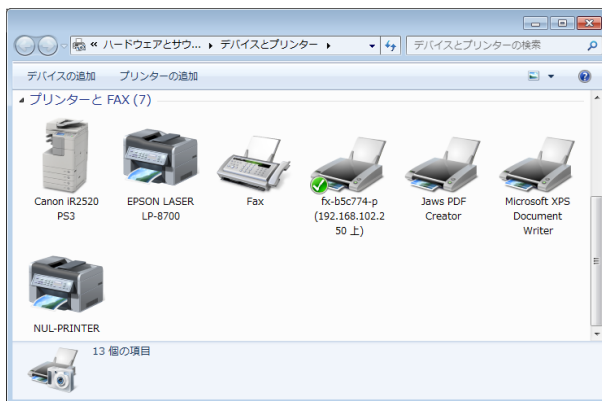 « ハードウェアとサウ... ▸ デバイスとプリンター ▸ デバイスとプリンターの検索
デバイスの追加 プリンターの追加
プリンターと FAX (7)
Canon iR2520
PS3
EPSON LASER
LP-8700
Fax
fx-b5c774-p
(192.168.102.2
50 上)
Jaws PDF
Creator
Microsoft XPS
Document
Writer
NUL-PRINTER
13 個の項目